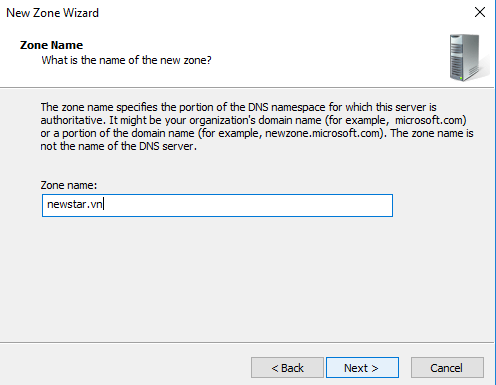 New Zone Wizard
Zone Name
What is the name of the new zone?
The zone name specifies the portion of the DNS namespace for which this server is
authoritative. It might be your organization's domain name (for example, microsoft.com)
or a portion of the domain name (for example, newzone.microsoft.com). The zone name is
not the name of the DNS server.
Zone name:
newstar.vn
< Back
Next >
Cancel